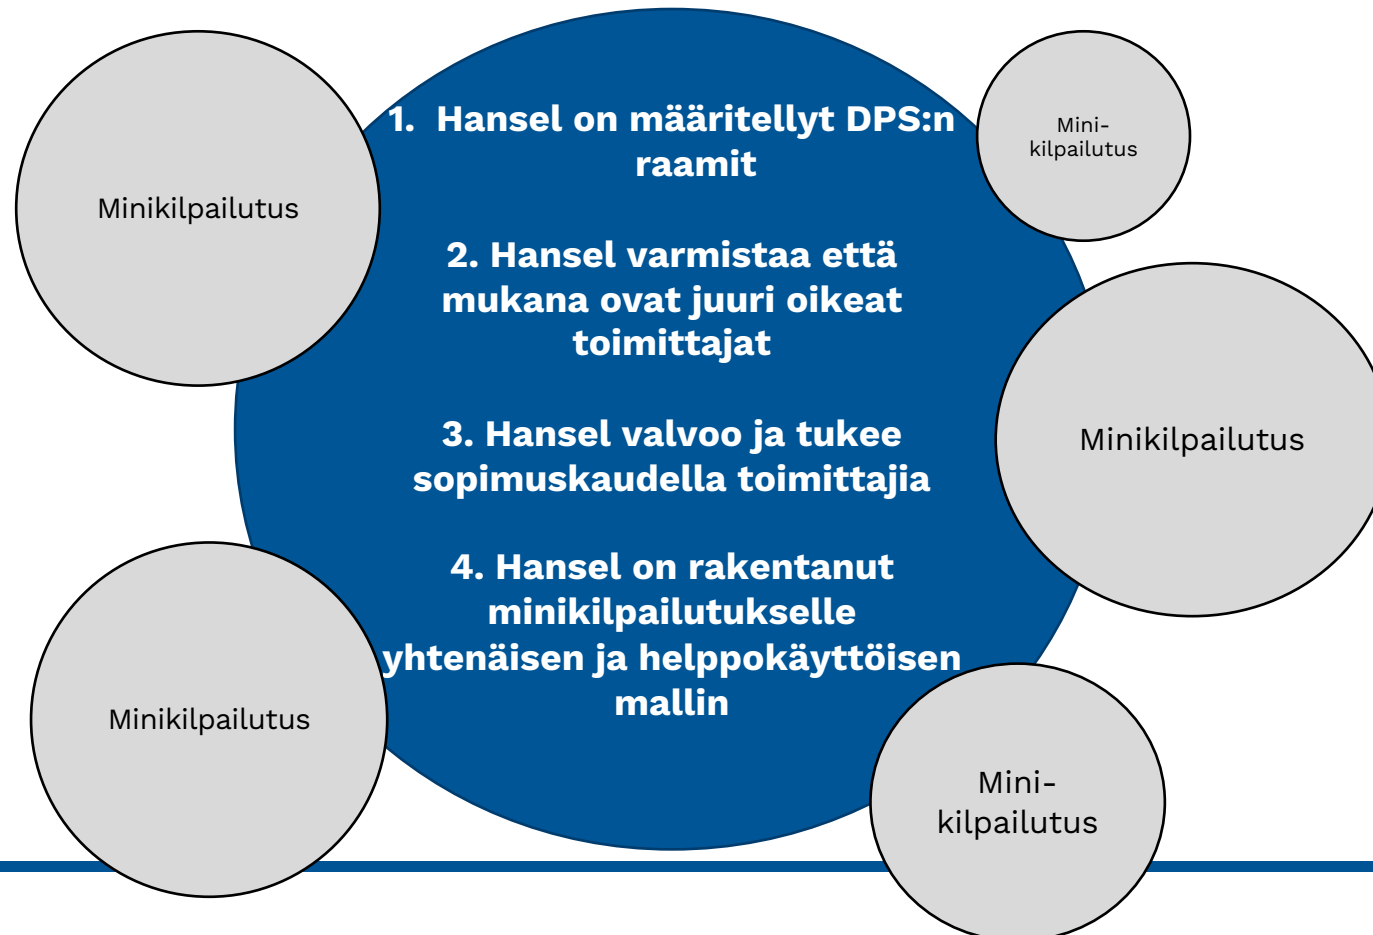 1. Hansel on määritellyt DPS:n
raamit
2. Hansel varmistaa että
mukana ovat juuri oikeat
toimittajat
3. Hansel valvoo ja tukee
sopimuskaudella toimittajia
4. Hansel on rakentanut
minikilpailutukselle
yhtenäisen ja helppokäyttöisen
mallin
Minikilpailutus
Mini-
kilpailutus
Minikilpailutus
Minikilpailutus
Mini-
kilpailutus